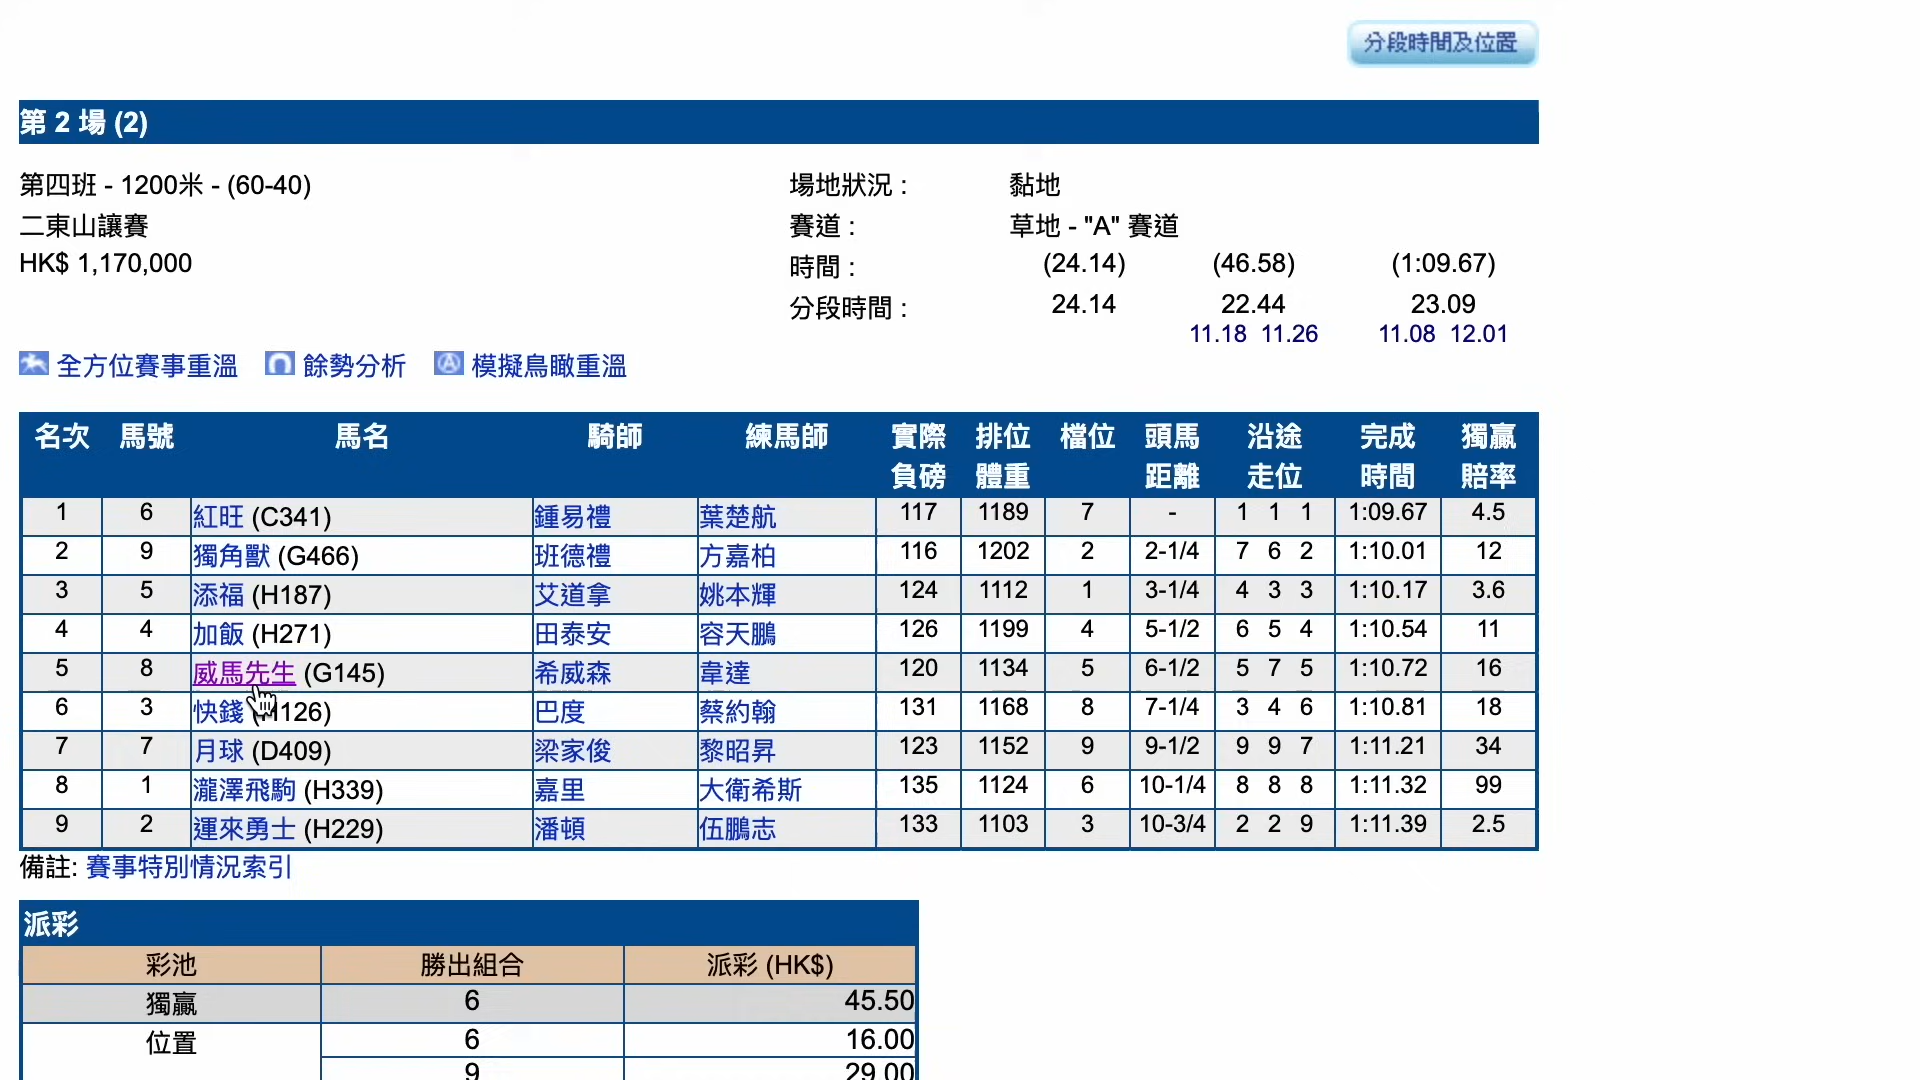 分段時間及位置
第 2 場 (2)
第四班 - 1200米 - (60-40) 場地狀況 : 黏地
二東山讓賽 賽道 : 草地 - "A" 賽道
HK$ 1,170,000 時間 : (24.14) (46.58) (1:09.67)
分段時間 : 24.14 22.44 23.09
11.18 11.26 11.08 12.01
全方位賽事重溫 餘勢分析 模擬鳥瞰重溫
名次 馬號 馬名 騎師 練馬師 實際 排位 檔位 頭馬 沿途 完成 獨贏
負磅 體重 距離 走位 時間 賠率
1 6 紅旺 (C341) 鍾易禮 葉楚航 117 1189 7 - 1 1 1 1:09.67 4.5
2 9 獨角獸 (G466) 班德禮 方嘉柏 116 1202 2 2-1/4 7 6 2 1:10.01 12
3 5 添福 (H187) 艾道拿 姚本輝 124 1112 1 3-1/4 4 3 3 1:10.17 3.6
4 4 加飯 (H271) 田泰安 容天鵬 126 1199 4 5-1/2 6 5 4 1:10.54 11
5 8 威馬先生 (G145) 希威森 韋達 120 1134 5 6-1/2 5 7 5 1:10.72 16
6 3 快錢 126) 巴度 蔡約翰 131 1168 8 7-1/4 3 4 6 1:10.81 18
7 7 月球 (D409) 梁家俊 黎昭昇 123 1152 9 9-1/2 9 9 7 1:11.21 34
8 1 瀧澤飛駒 (H339) 嘉里 大衛希斯 135 1124 6 10-1/4 8 8 8 1:11.32 99
9 2 運來勇士 (H229) 潘頓 伍鵬志 133 1103 3 10-3/4 2 2 9 1:11.39 2.5
備註: 賽事特別情況索引
派彩
彩池 勝出組合 派彩 (HK$)
獨贏 6 45.50
位置 6 16.00
9 29.00